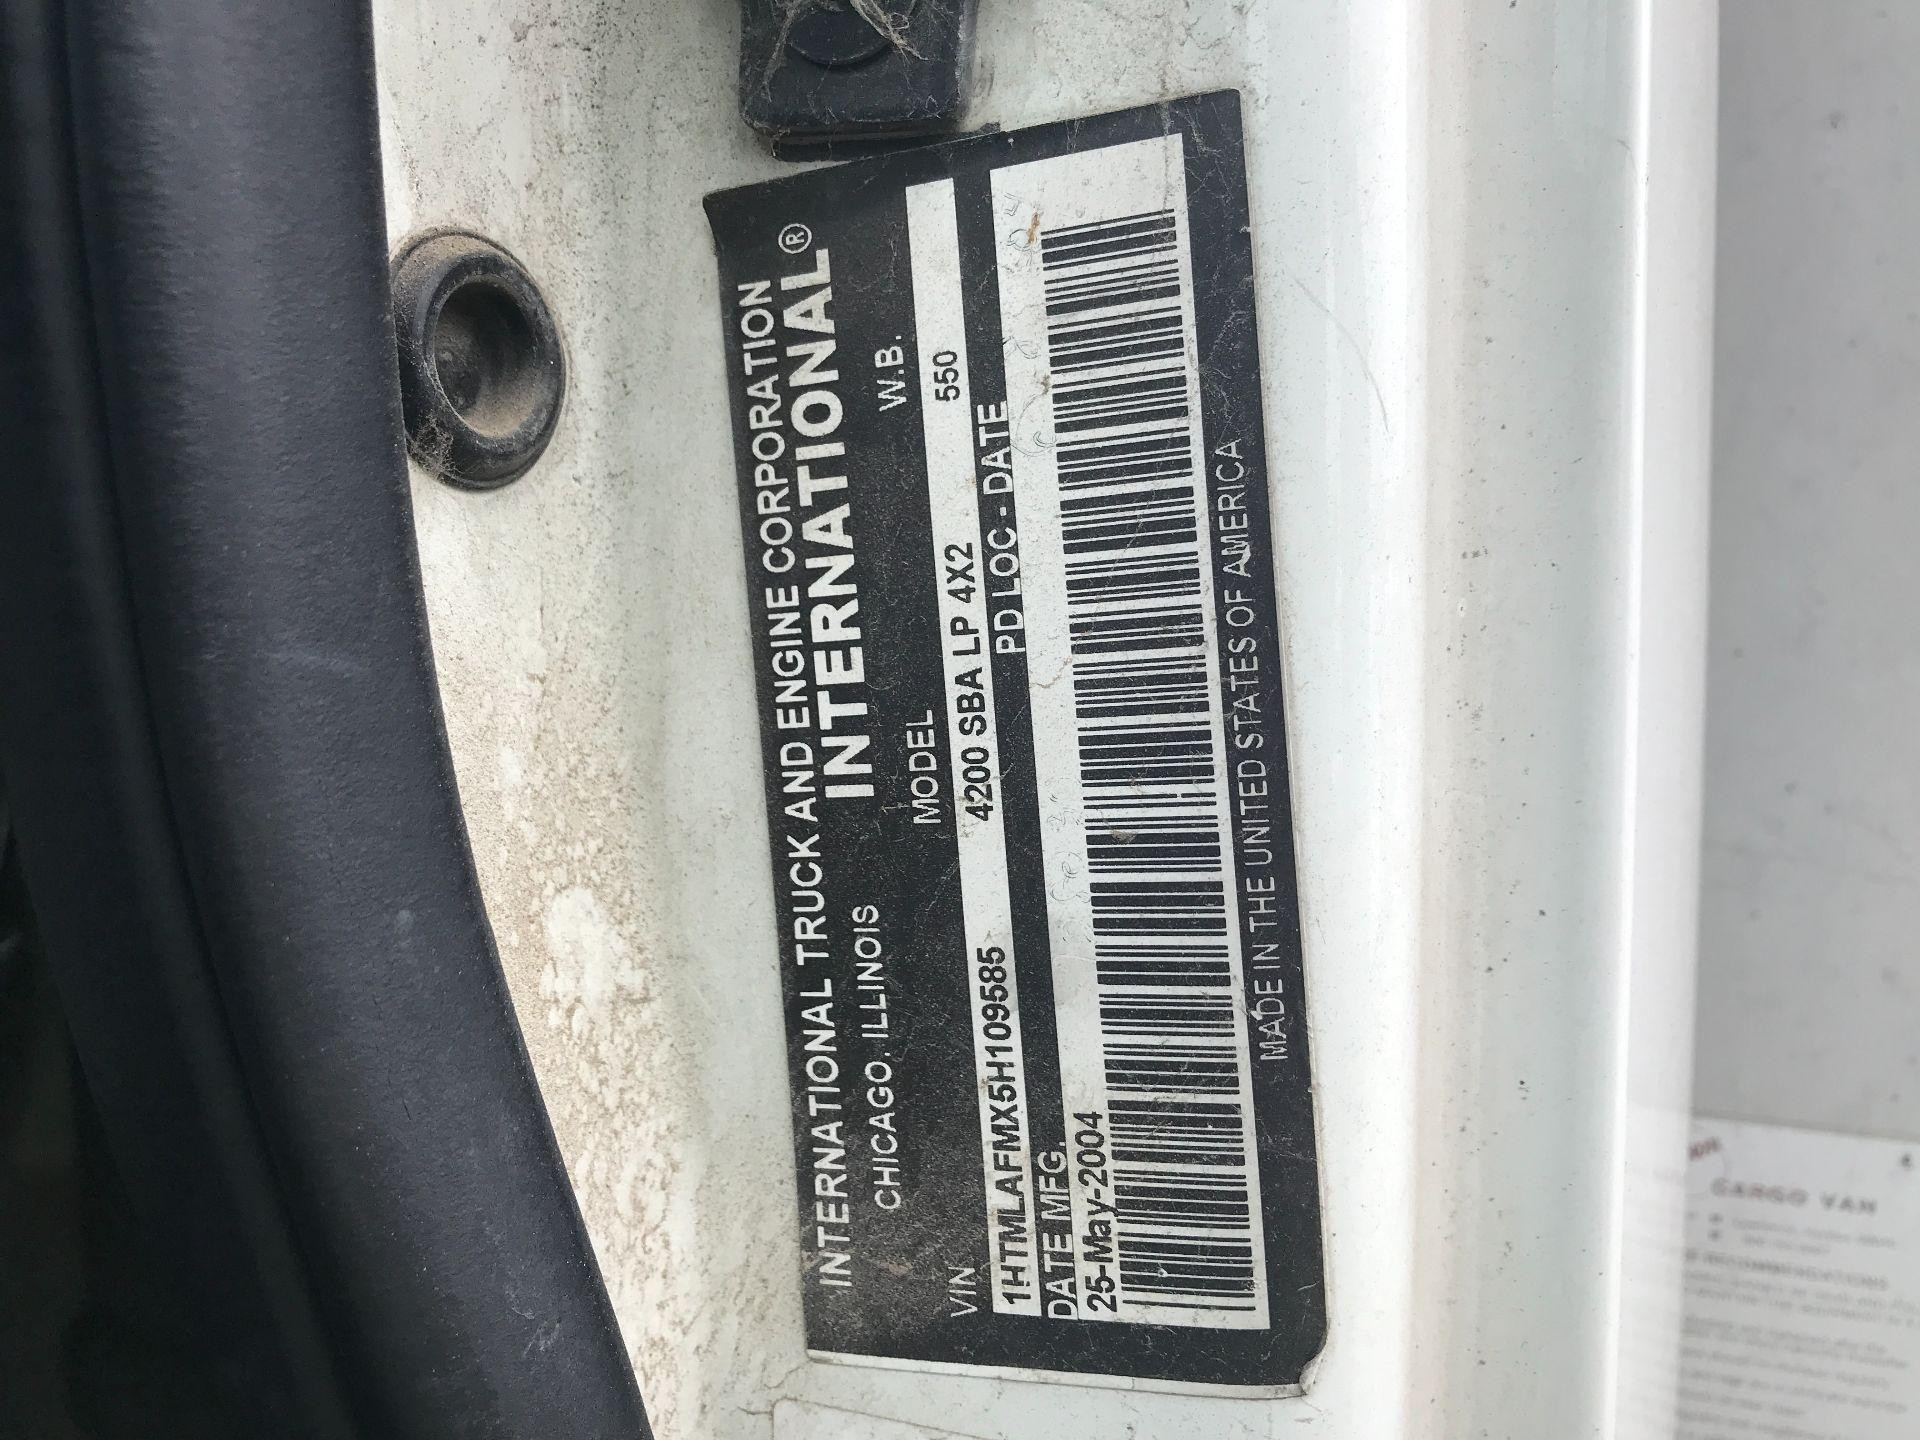 INTERNATIONAL TRUCK AND ENGINE CORPORATION
CHICAGO, ILLINOIS INTERNATIONAL®
VIN MODEL W.B.
1HTMLAFMX5H109585 4200 SBA LP 4X2 550
DATE MFG. PD LOC - DATE
25-May-2004
MADE IN THE UNITED STATES OF AMERICA
CARGO VAN